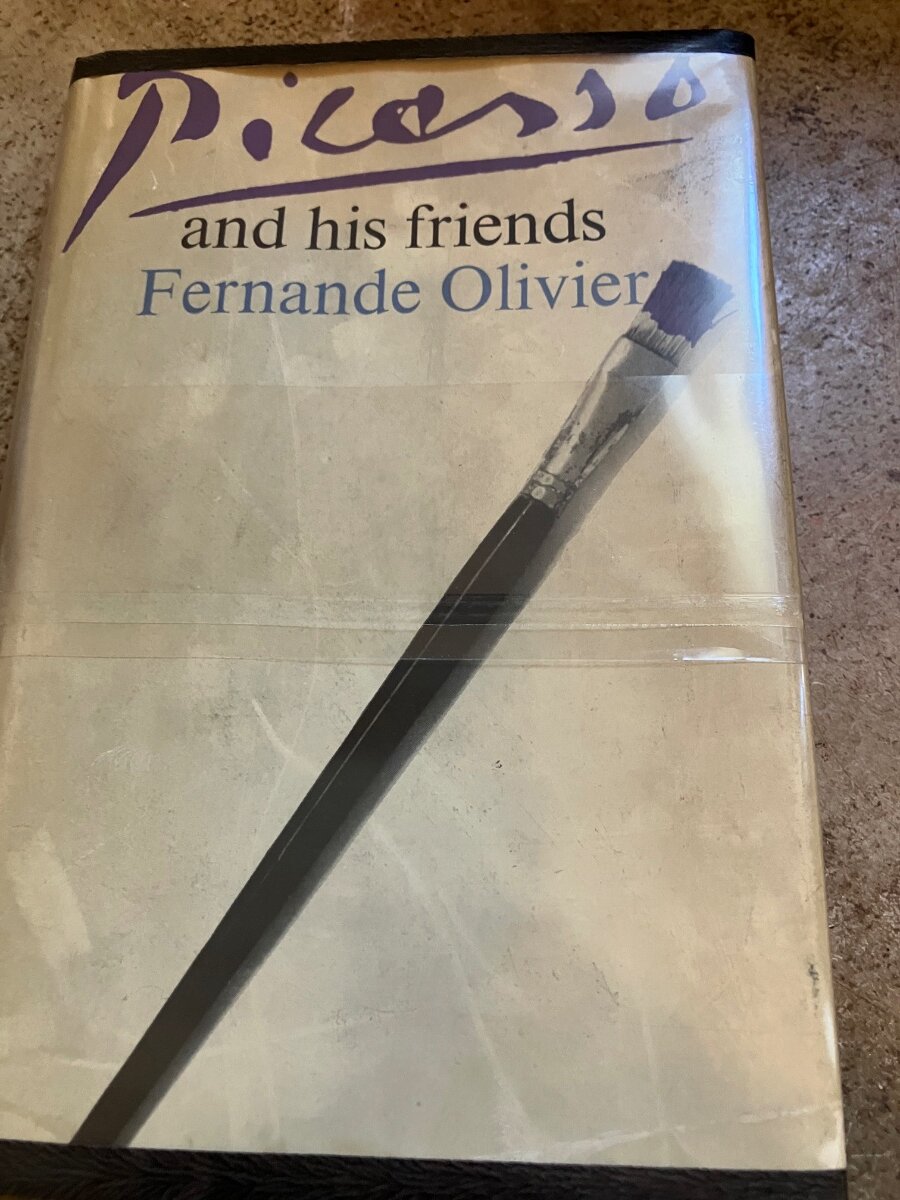 Picasso
and his friends
Fernande Olivier